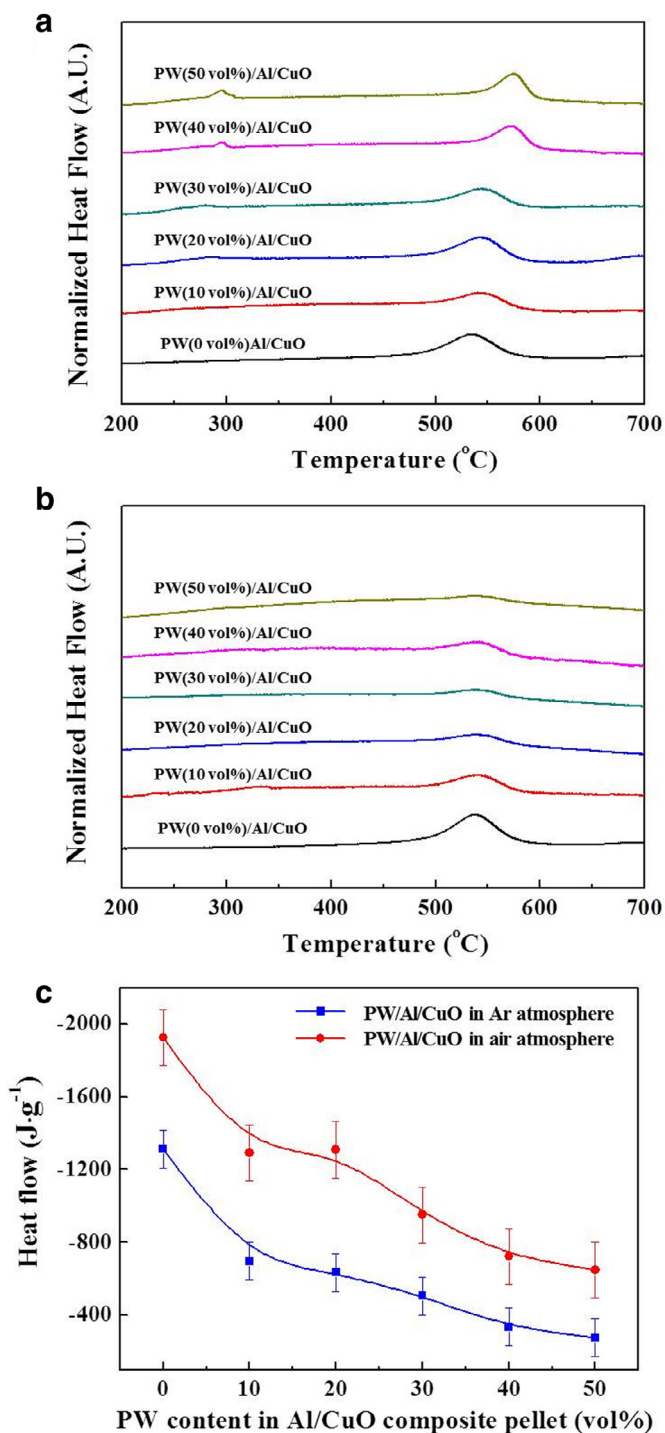 a
Normalized Heat Flow (A.U.)
PW(50 vol%)/Al/CuO
PW(40 vol%)/Al/CuO
PW(30 vol%)/Al/CuO
PW(20 vol%)/Al/CuO
PW(10 vol%)/Al/CuO
PW(0 vol%)Al/CuO
200 300 400 500 600 700
Temperature (°C)
b
Normalized Heat Flow (A.U.)
PW(50 vol%)/Al/CuO
PW(40 vol%)/Al/CuO
PW(30 vol%)/Al/CuO
PW(20 vol%)/Al/CuO
PW(10 vol%)/Al/CuO
PW(0 vol%)/Al/CuO
200 300 400 500 600 700
Temperature (°C)
c
Heat flow (J·g⁻¹)
PW/Al/CuO in Ar atmosphere
PW/Al/CuO in air atmosphere
-2000
-1600
-1200
-800
-400
0 10 20 30 40 50
PW content in Al/CuO composite pellet (vol%)